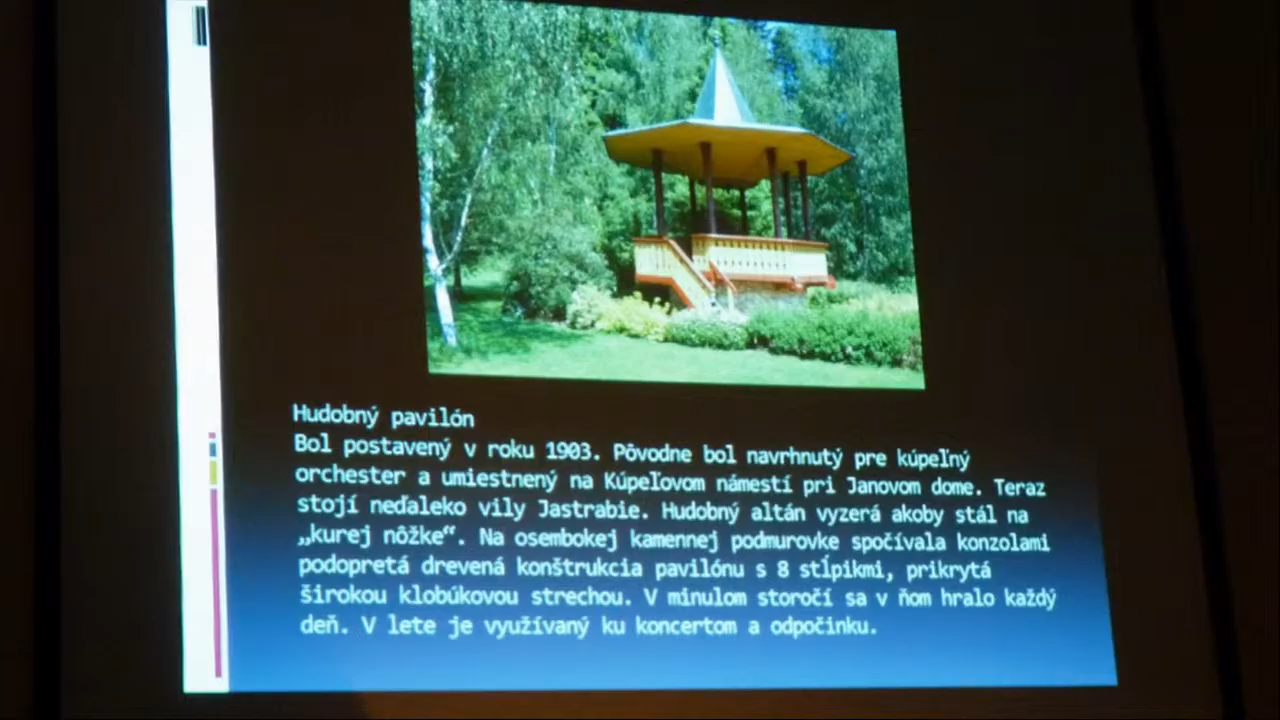 Hudobný pavilón
Bol postavený v roku 1903. Pôvodne bol navrhnutý pre kúpeľný
orchester a umiestnený na Kúpeľovom námestí pri Janovom dome. Teraz
stojí neďaleko vily Jastrabie. Hudobný altán vyzerá akoby stál na
„kurej nôžke“. Na osembokej kamennej podmurovke spočívala konzolami
podopretá drevená konštrukcia pavilónu s 8 stĺpikmi, prikrytá
širokou klobúkovou strechou. V minulom storočí sa v ňom hralo každý
deň. V lete je využívaný ku koncertom a odpočinku.